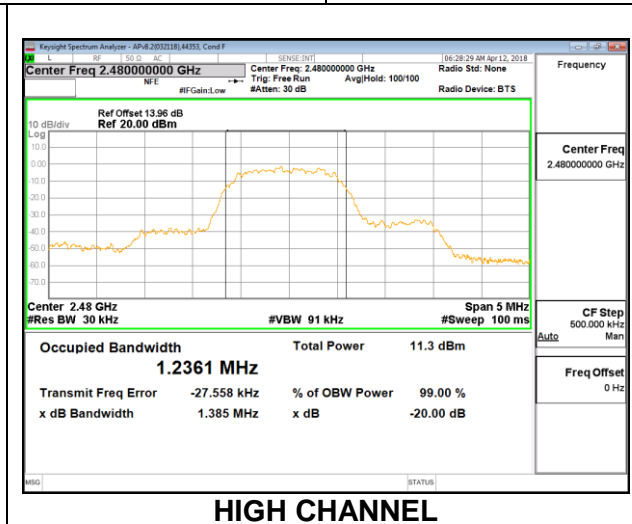 Keysight Spectrum Analyzer - APv8.2(032118),44353, Cond F
L RF 50 Ω AC SENSE:INT 06:28:29 AM Apr 12, 2018
Center Freq 2.480000000 GHz Center Freq: 2.480000000 GHz Radio Std: None
NFE Trig: Free Run Avg|Hold: 100/100
#IFGain:Low #Atten: 30 dB Radio Device: BTS
Frequency
Ref Offset 13.96 dB
10 dB/div Ref 20.00 dBm
Log
10.0
0.00
-10.0
-20.0
-30.0
-40.0
-50.0
-60.0
-70.0
Center 2.48 GHz Span 5 MHz
#Res BW 30 kHz #VBW 91 kHz #Sweep 100 ms
Occupied Bandwidth Total Power 11.3 dBm
1.2361 MHz
Transmit Freq Error -27.558 kHz % of OBW Power 99.00 %
x dB Bandwidth 1.385 MHz x dB -20.00 dB
Center Freq
2.480000000 GHz
CF Step
500.000 kHz
Auto Man
Freq Offset
0 Hz
MSG STATUS
HIGH CHANNEL